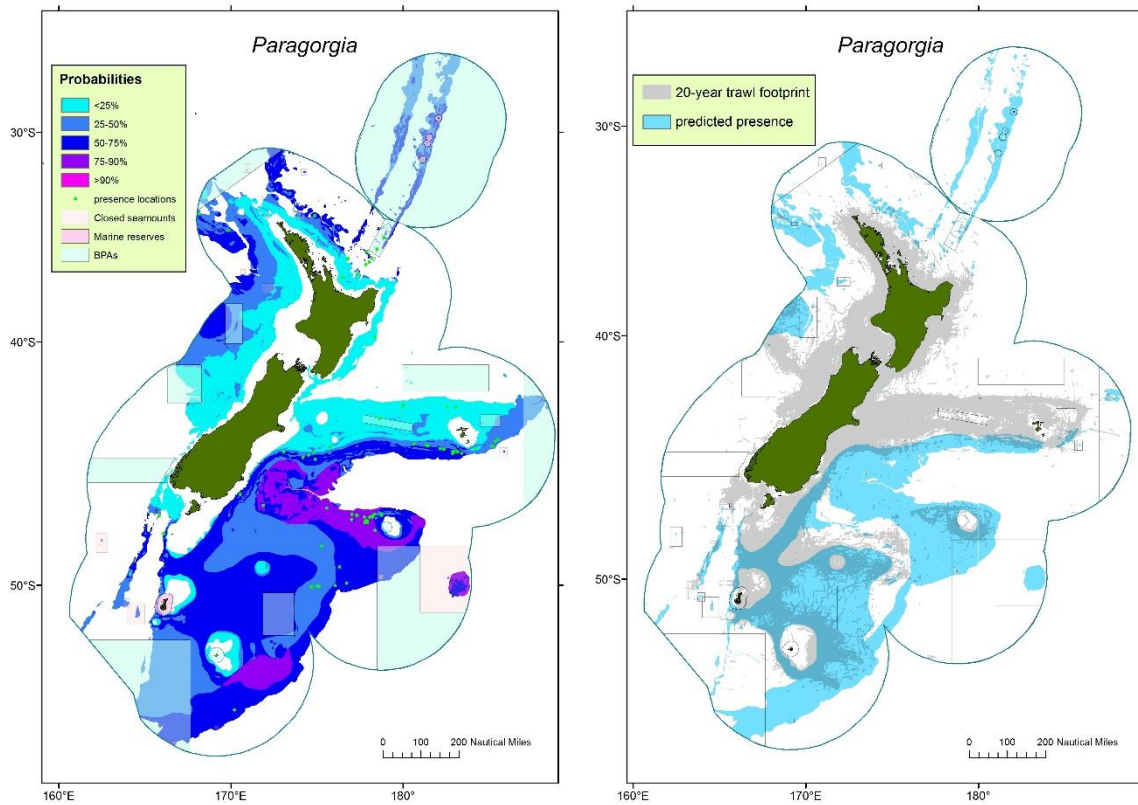 Paragorgia
Probabilities
<25%
25-50%
50-75%
75-90%
>90%
presence locations
Closed seamounts
Marine reserves
BPAs
30°S
40°S
50°S
0 100 200 Nautical Miles
160°E
170°
180°
Paragorgia
20-year trawl footprint
predicted presence
30°S
40°S
50°S
0 100 200 Nautical Miles
160°E
170°
180°